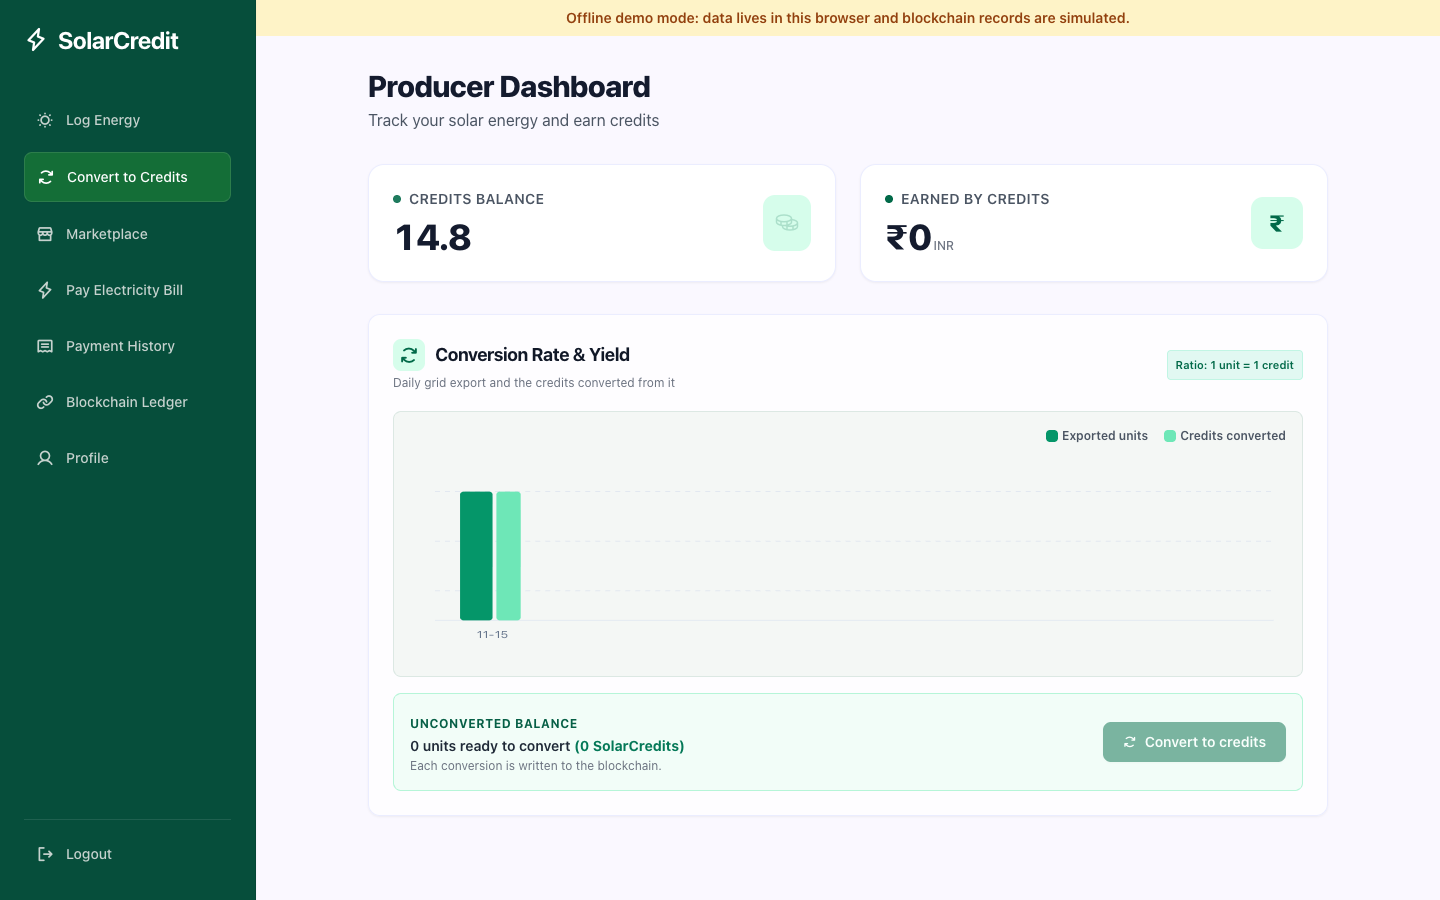 Offline demo mode: data lives in this browser and blockchain records are simulated.
SolarCredit
Log Energy
Convert to Credits
Marketplace
Pay Electricity Bill
Payment History
Blockchain Ledger
Profile
Logout
Producer Dashboard
Track your solar energy and earn credits
CREDITS BALANCE
14.8
EARNED BY CREDITS
₹0 INR
₹
Conversion Rate & Yield
Daily grid export and the credits converted from it
Ratio: 1 unit = 1 credit
Exported units
Credits converted
11-15
UNCONVERTED BALANCE
0 units ready to convert (0 SolarCredits)
Each conversion is written to the blockchain.
Convert to credits